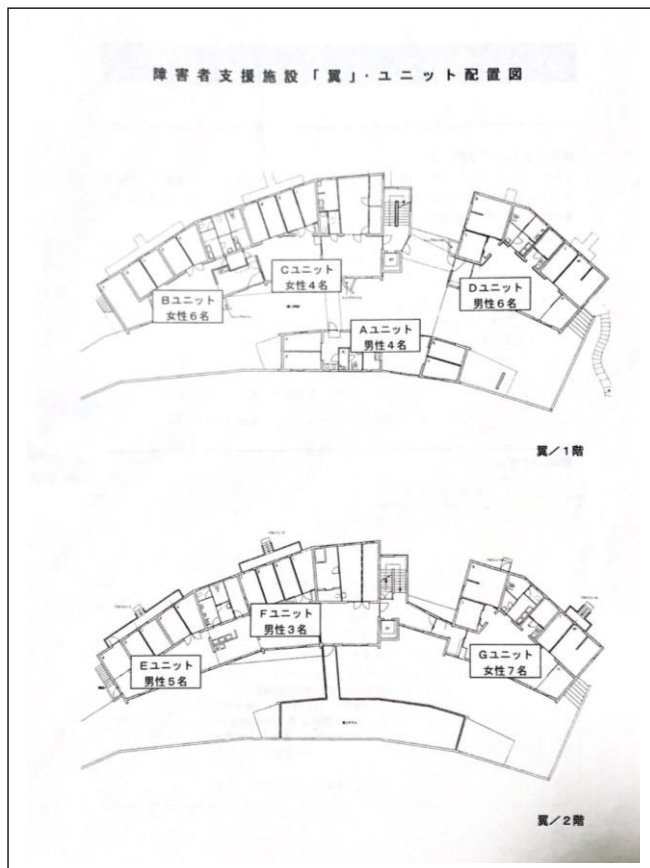 障害者支援施設「翼」・ユニット配置図
Cユニット
女性4名
Bユニット
女性6名
Dユニット
男性6名
Aユニット
男性4名
翼／1階
Fユニット
男性3名
Eユニット
男性5名
Gユニット
女性7名
翼／2階